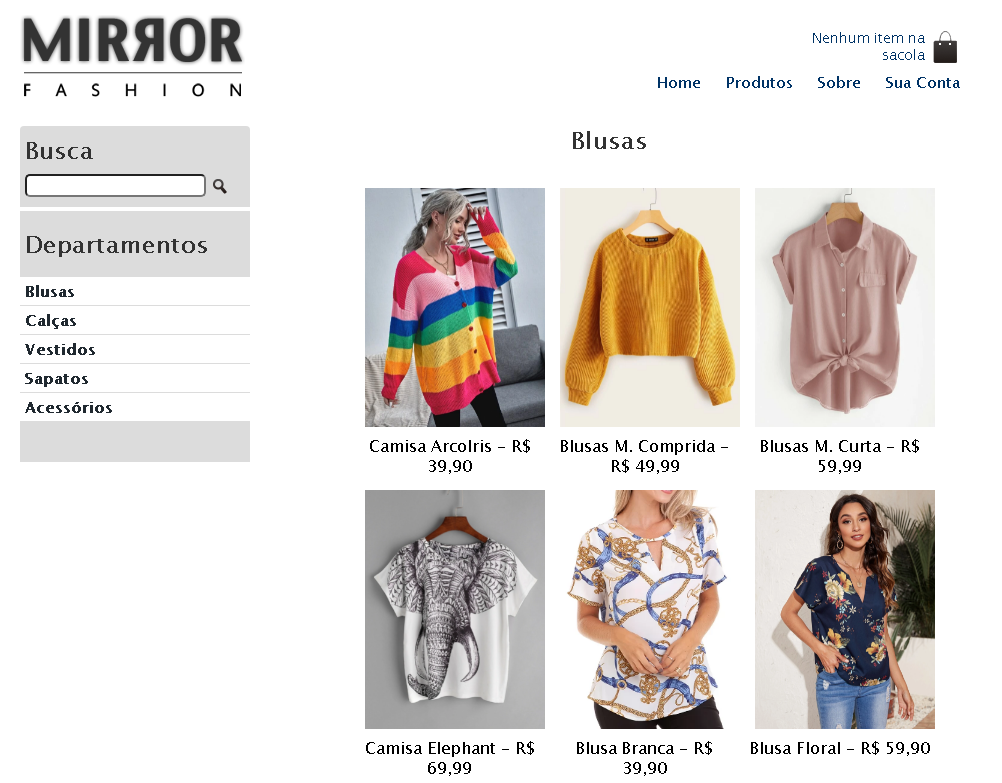 MIRROR
FASHION
Nenhum item na
sacola
Home Produtos Sobre Sua Conta
Busca
Departamentos
Blusas
Calças
Vestidos
Sapatos
Acessórios
Blusas
Camisa ArcoIris - R$
39,90
Blusas M. Comprida -
R$ 49,99
Blusas M. Curta - R$
59,99
Camisa Elephant - R$
69,99
Blusa Branca - R$
39,90
Blusa Floral - R$ 59,90